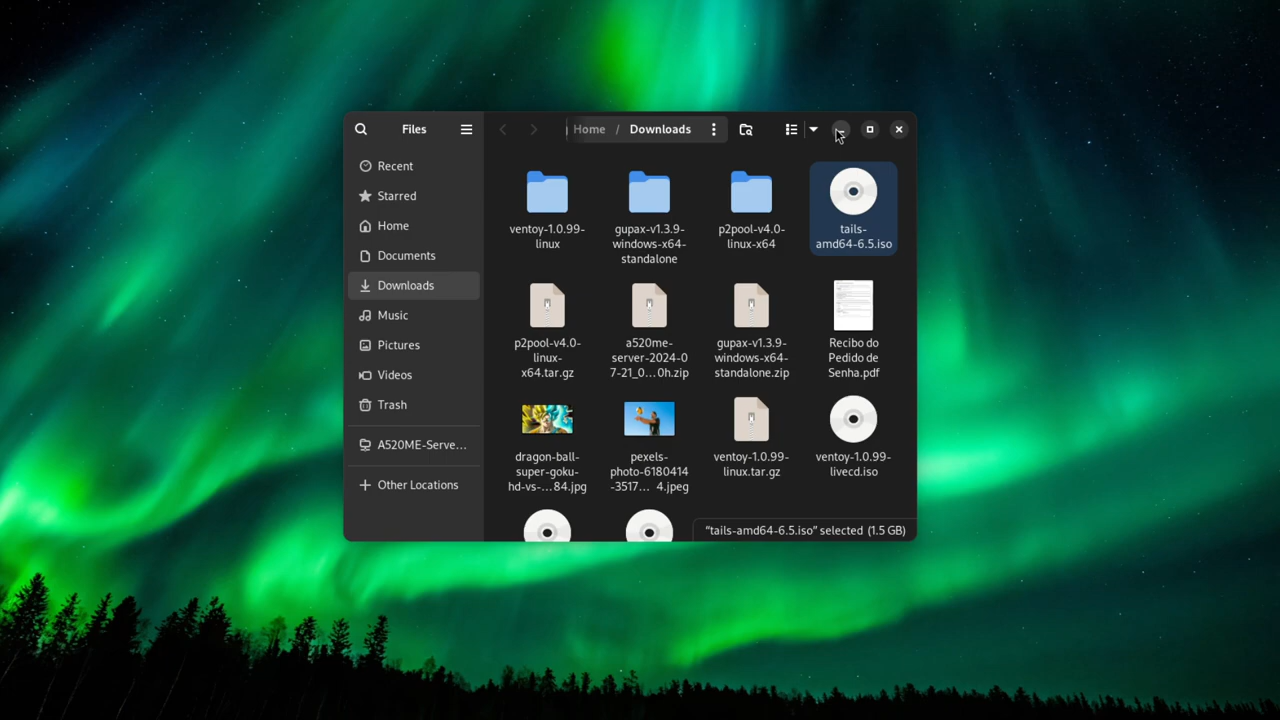 Files
Home / Downloads
Recent
Starred
Home
Documents
Downloads
Music
Pictures
Videos
Trash
A520ME-Serve...
Other Locations
ventoy-1.0.99-
linux
gupax-v1.3.9-
windows-x64-
standalone
p2pool-v4.0-
linux-x64
tails-
amd64-6.5.iso
p2pool-v4.0-
linux-
x64.tar.gz
a520me-
server-2024-0
7-21_0...0h.zip
gupax-v1.3.9-
windows-x64-
standalone.zip
Recibo do
Pedido de
Senha.pdf
dragon-ball-
super-goku-
hd-vs-...84.jpg
pexels-
photo-6180414
-3517... 4.jpeg
ventoy-1.0.99-
linux.tar.gz
ventoy-1.0.99-
livecd.iso
“tails-amd64-6.5.iso” selected (1.5 GB)